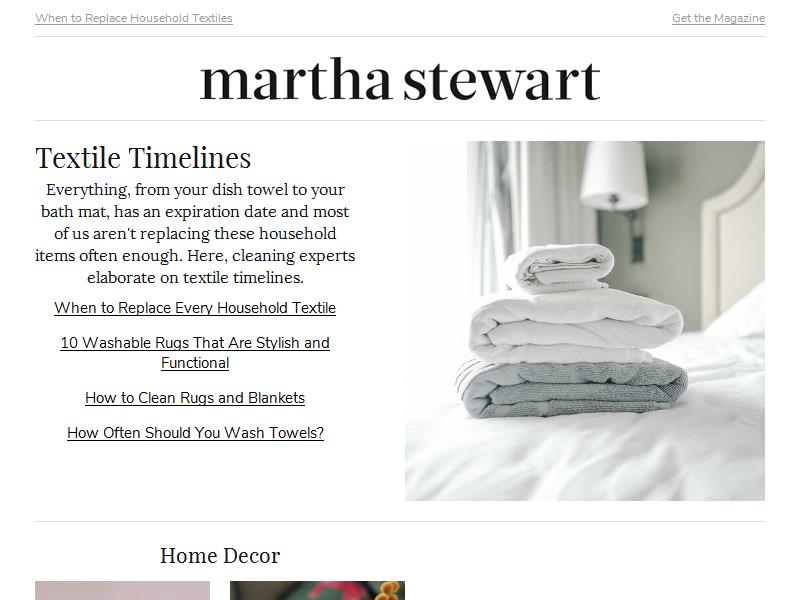 When to Replace Household Textiles
Get the Magazine
martha stewart
Textile Timelines
Everything, from your dish towel to your
bath mat, has an expiration date and most
of us aren't replacing these household
items often enough. Here, cleaning experts
elaborate on textile timelines.
When to Replace Every Household Textile
10 Washable Rugs That Are Stylish and
Functional
How to Clean Rugs and Blankets
How Often Should You Wash Towels?
Home Decor